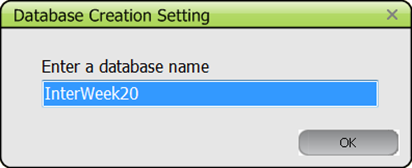 Database Creation Setting
Enter a database name
InterWeek20
OK